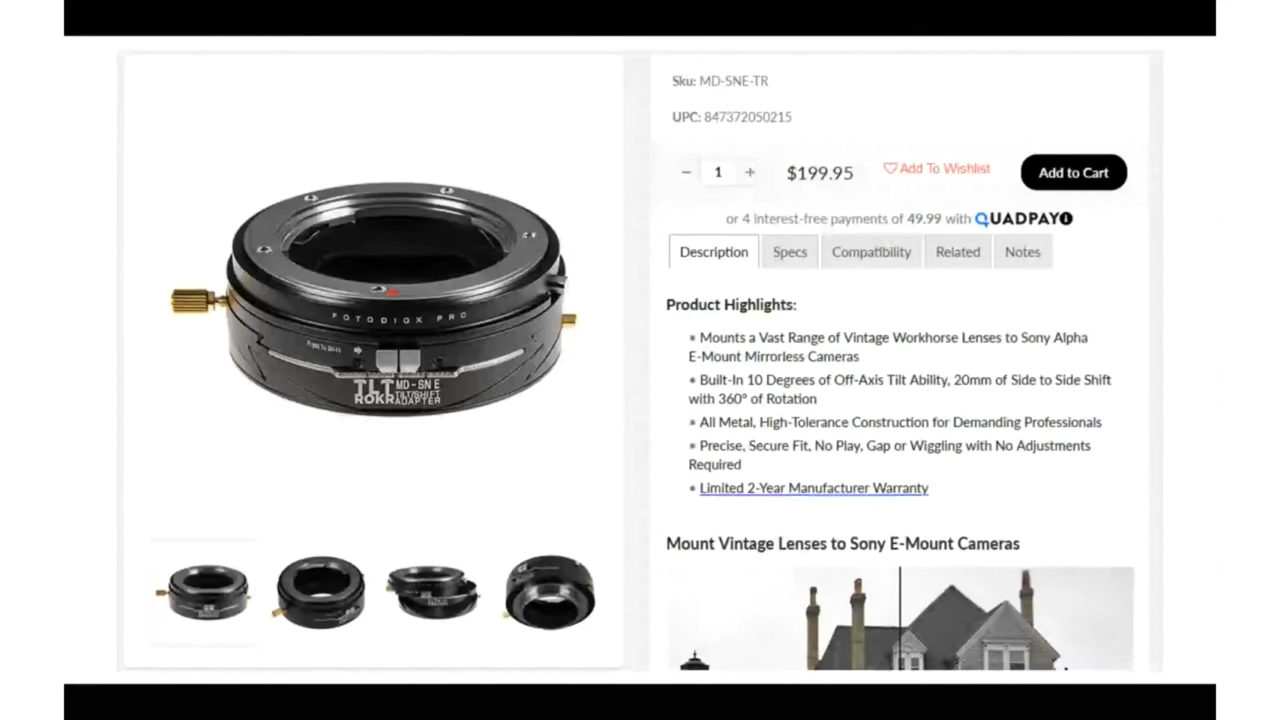 Sku: MD-SNE-TR
UPC: 847372050215
− 1 +
$199.95
Add To Wishlist
Add to Cart
or 4 interest-free payments of 49.99 with QUADPAY
Description
Specs
Compatibility
Related
Notes
Product Highlights:
Mounts a Vast Range of Vintage Workhorse Lenses to Sony Alpha
E-Mount Mirrorless Cameras
Built-In 10 Degrees of Off-Axis Tilt Ability, 20mm of Side to Side Shift
with 360° of Rotation
All Metal, High-Tolerance Construction for Demanding Professionals
Precise, Secure Fit, No Play, Gap or Wiggling with No Adjustments
Required
Limited 2-Year Manufacturer Warranty
Mount Vintage Lenses to Sony E-Mount Cameras
FOTODIOX PRO
TLT MD-SN E
ROKR TILT/SHIFT
ADAPTER